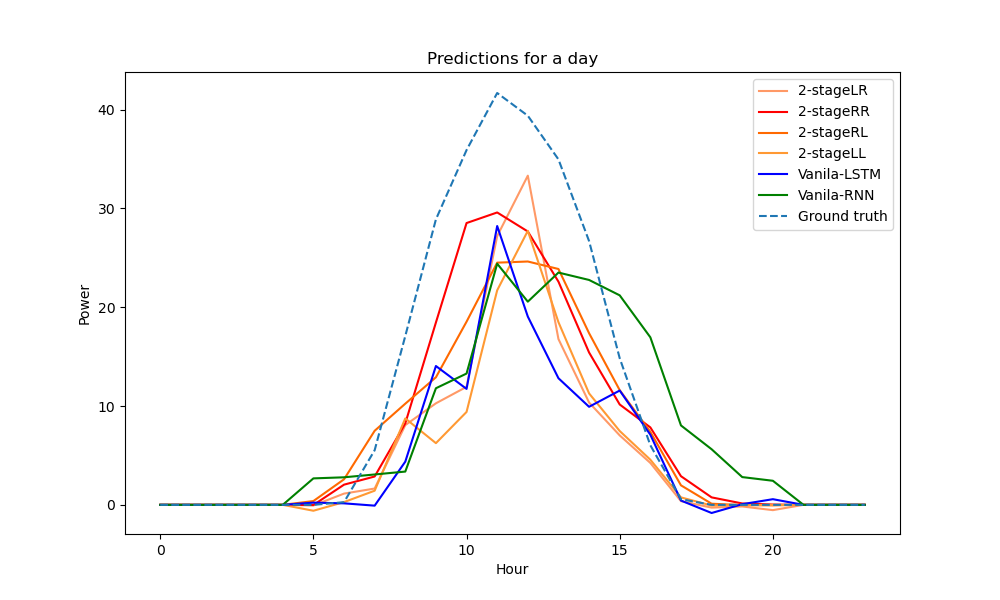 Predictions for a day
2-stageLR
2-stageRR
2-stageRL
2-stageLL
Vanila-LSTM
Vanila-RNN
Ground truth
40
30
20
10
0
Power
0
5
10
15
20
Hour